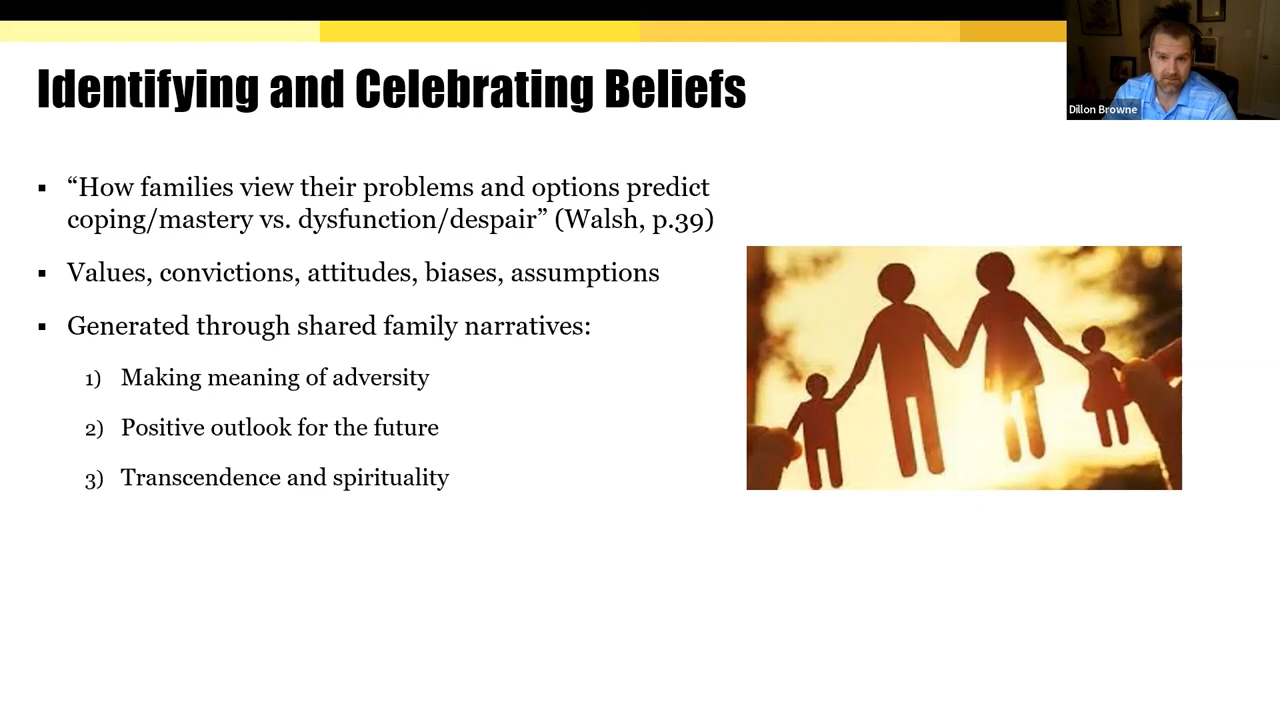 Identifying and Celebrating Beliefs
Dillon Browne
▪ “How families view their problems and options predict
coping/mastery vs. dysfunction/despair” (Walsh, p.39)
▪ Values, convictions, attitudes, biases, assumptions
▪ Generated through shared family narratives:
1) Making meaning of adversity
2) Positive outlook for the future
3) Transcendence and spirituality